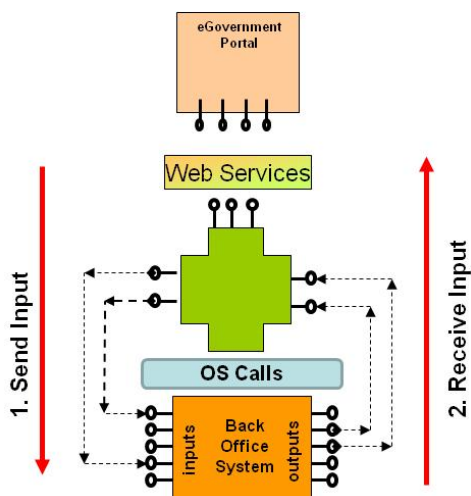 eGovernment
Portal
Web Services
1. Send Input
2. Receive Input
OS Calls
inputs
Back
Office
System
outputs